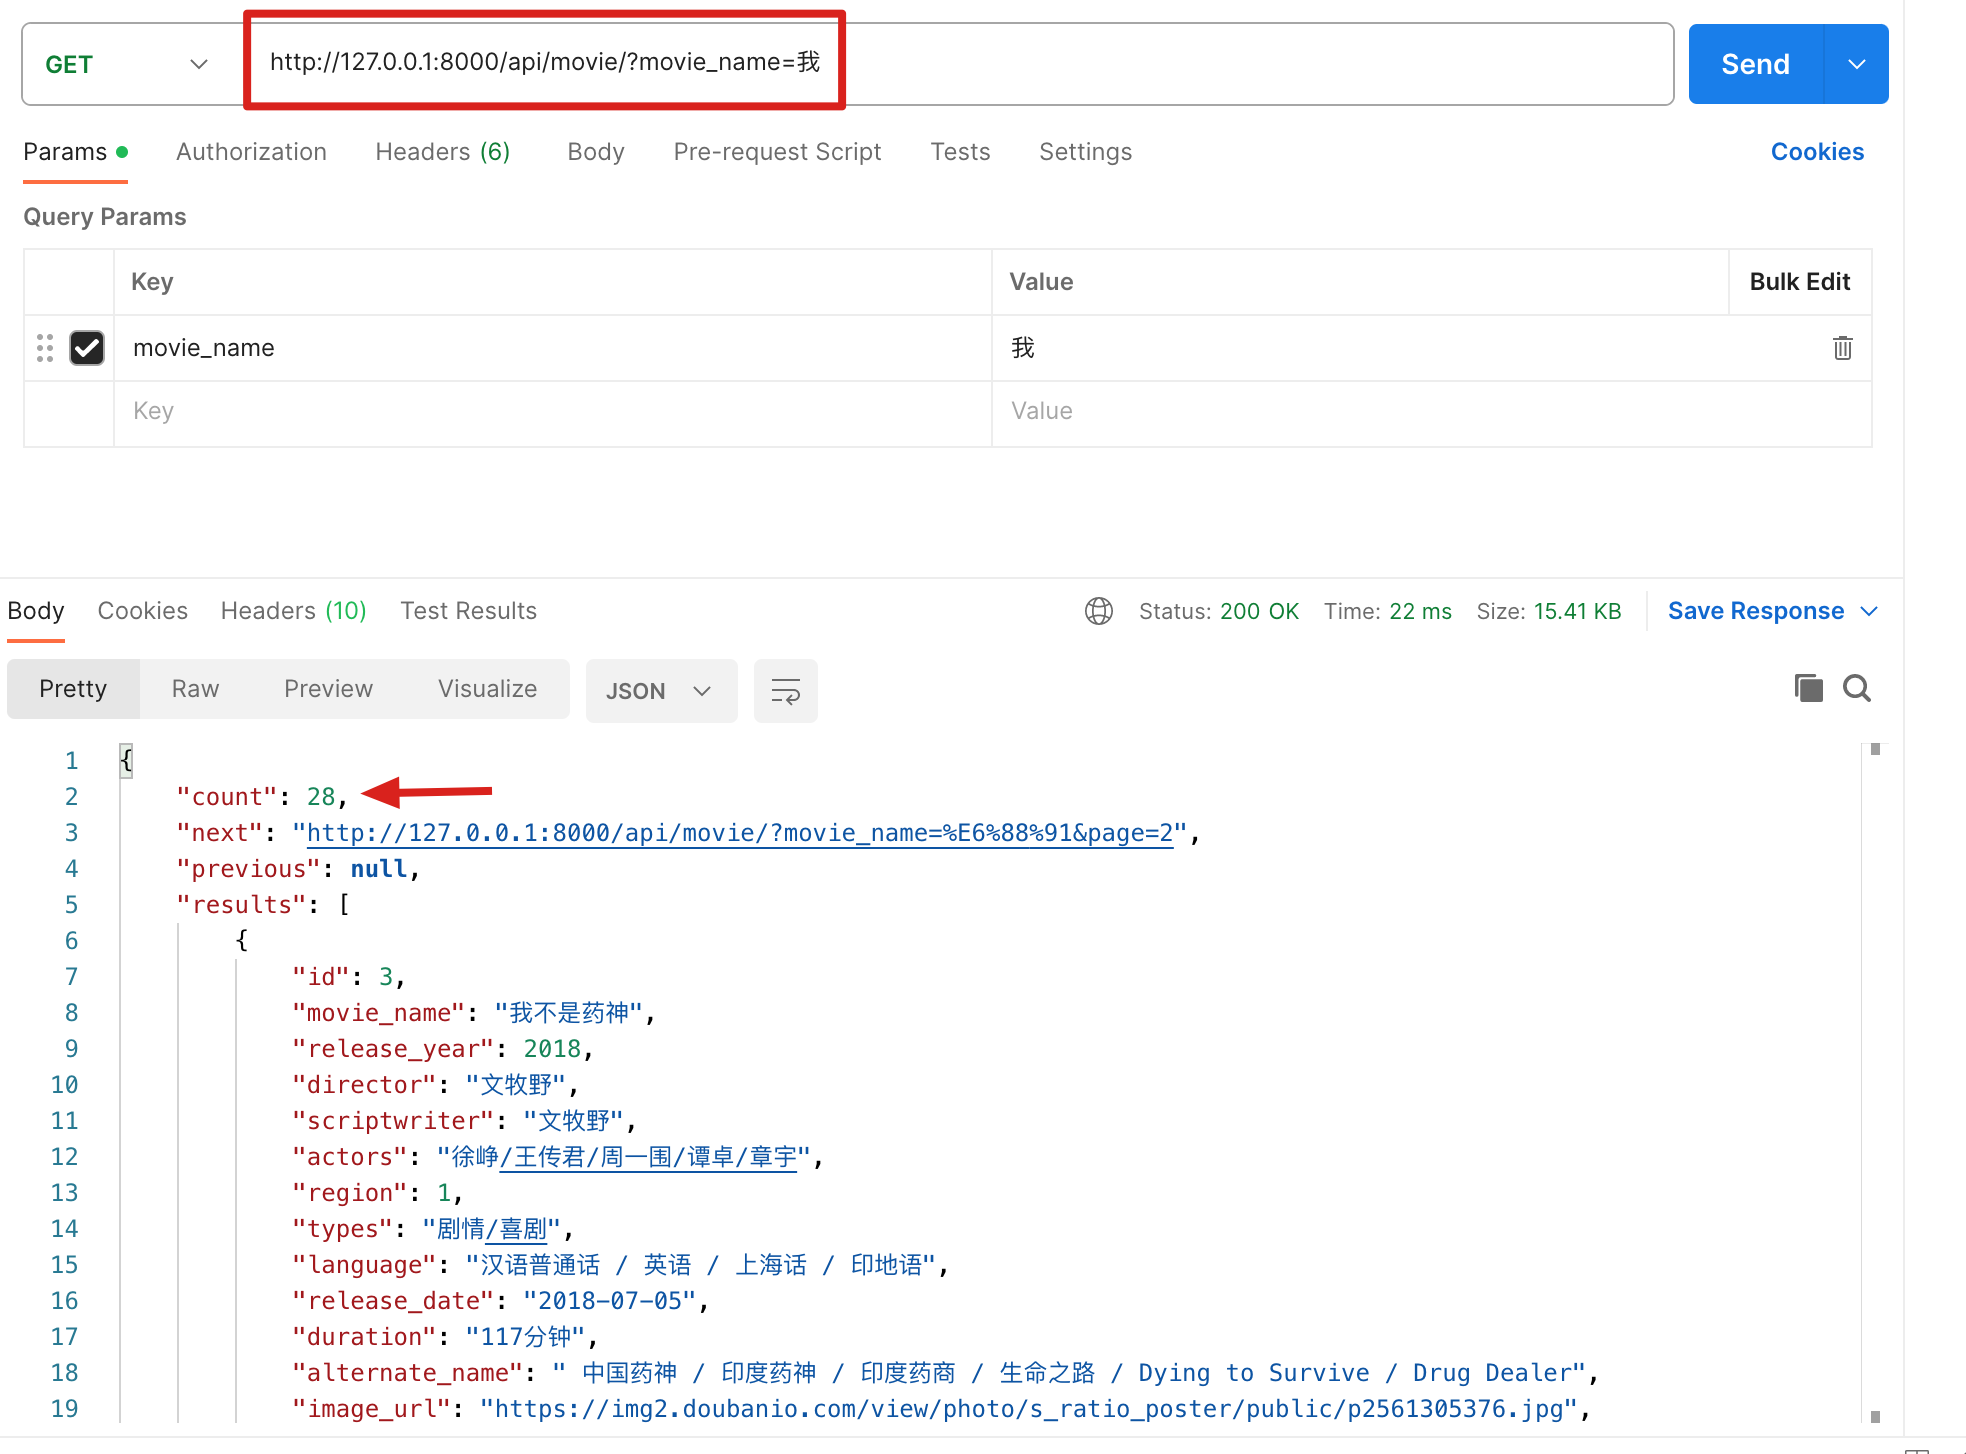 GET http://127.0.0.1:8000/api/movie/?movie_name=我 Send
Params Authorization Headers (6) Body Pre-request Script Tests Settings Cookies
Query Params
Key Value Bulk Edit
movie_name 我
Key Value
Body Cookies Headers (10) Test Results Status: 200 OK Time: 22 ms Size: 15.41 KB Save Response
Pretty Raw Preview Visualize JSON
1 {
2 "count": 28,
3 "next": "http://127.0.0.1:8000/api/movie/?movie_name=%E6%88%91&page=2",
4 "previous": null,
5 "results": [
6 {
7 "id": 3,
8 "movie_name": "我不是药神",
9 "release_year": 2018,
10 "director": "文牧野",
11 "scriptwriter": "文牧野",
12 "actors": "徐峥/王传君/周一围/谭卓/章宇",
13 "region": 1,
14 "types": "剧情/喜剧",
15 "language": "汉语普通话 / 英语 / 上海话 / 印地语",
16 "release_date": "2018-07-05",
17 "duration": "117分钟",
18 "alternate_name": " 中国药神 / 印度药神 / 印度药商 / 生命之路 / Dying to Survive / Drug Dealer",
19 "image_url": "https://img2.doubanio.com/view/photo/s_ratio_poster/public/p2561305376.jpg",